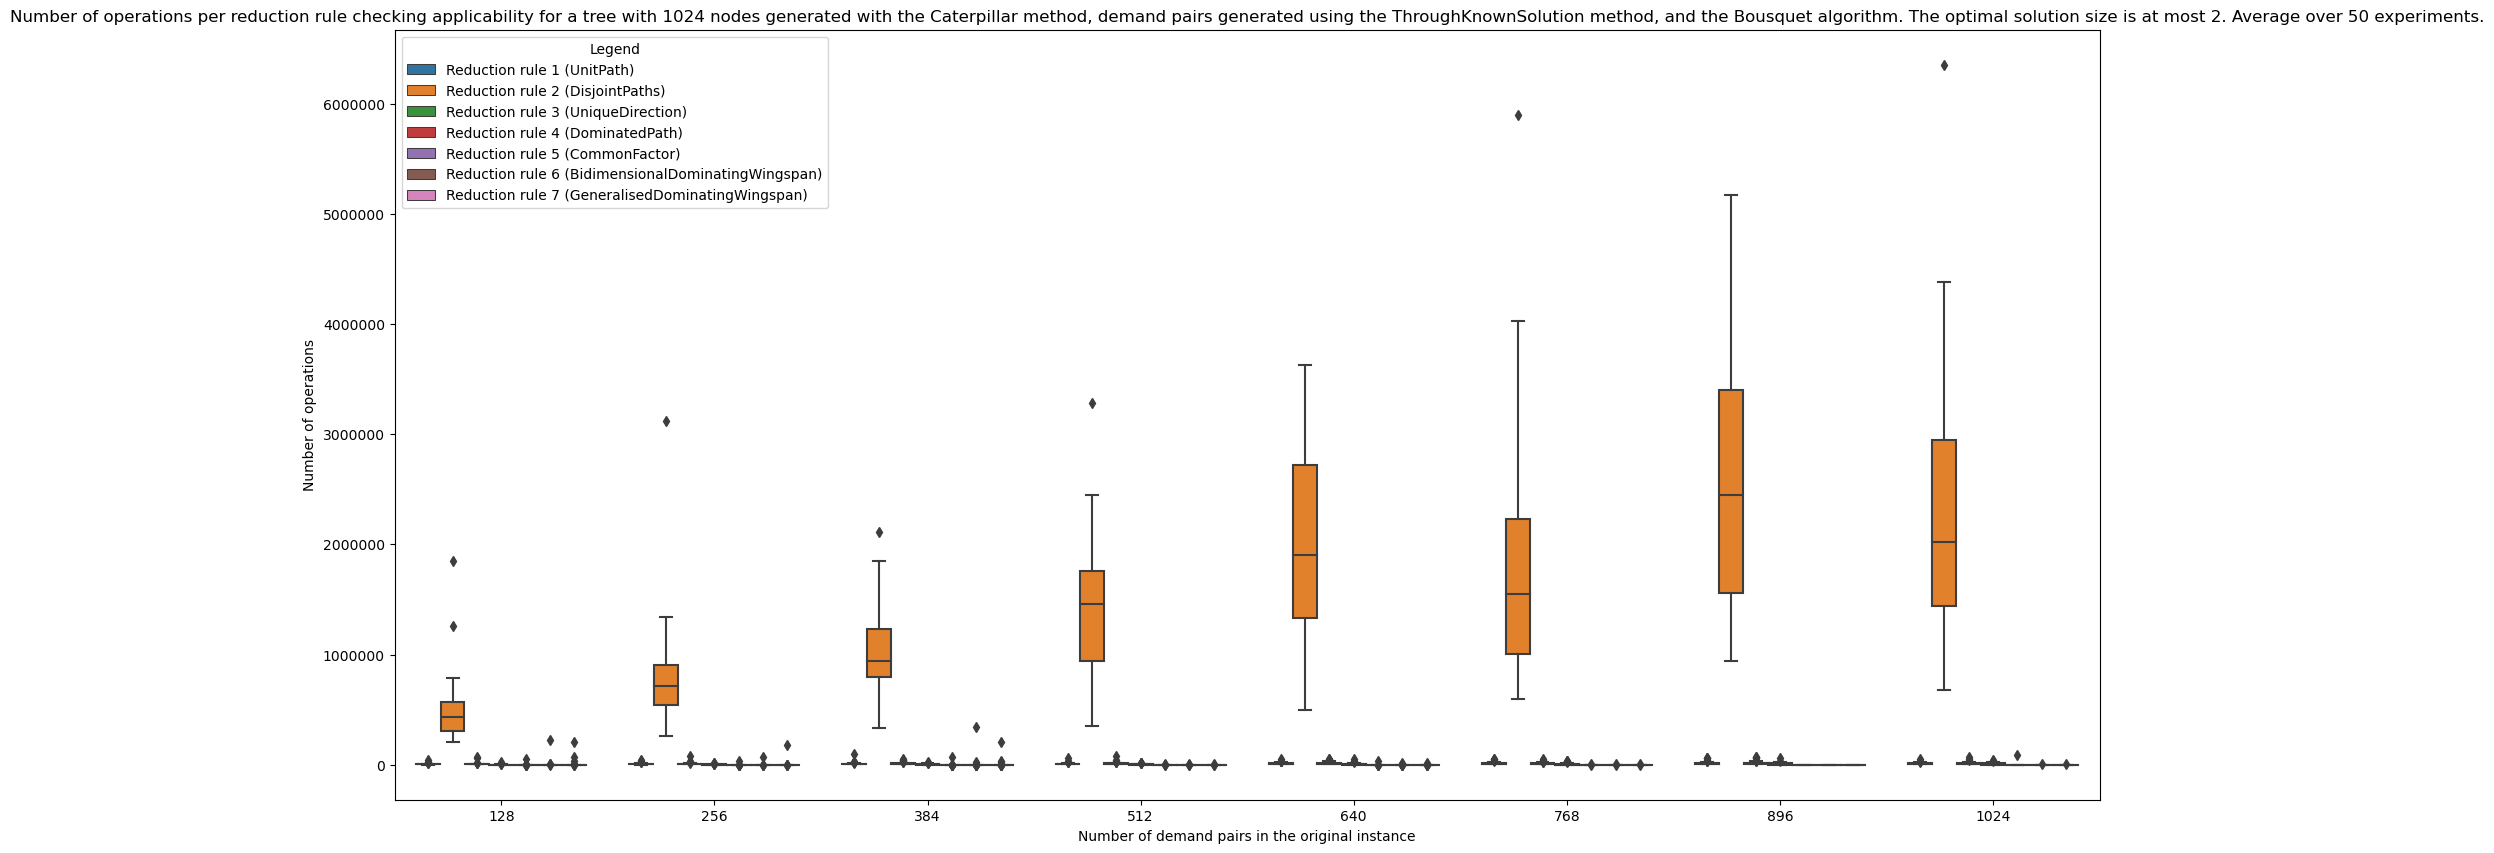 Number of operations per reduction rule checking applicability for a tree with 1024 nodes generated with the Caterpillar method, demand pairs generated using the ThroughKnownSolution method, and the Bousquet algorithm. The optimal solution size is at most 2. Average over 50 experiments.
Legend
Reduction rule 1 (UnitPath)
Reduction rule 2 (DisjointPaths)
Reduction rule 3 (UniqueDirection)
Reduction rule 4 (DominatedPath)
Reduction rule 5 (CommonFactor)
Reduction rule 6 (BidimensionalDominatingWingspan)
Reduction rule 7 (GeneralisedDominatingWingspan)
Number of operations
6000000
5000000
4000000
3000000
2000000
1000000
0
128 256 384 512 640 768 896 1024
Number of demand pairs in the original instance